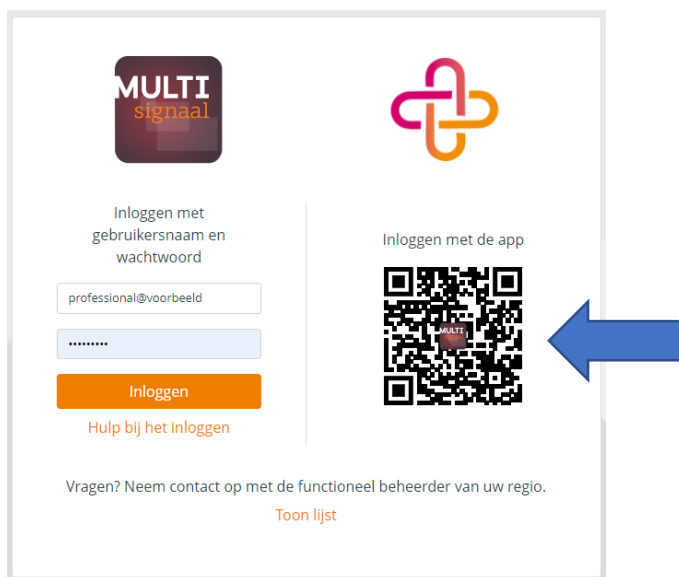 MULTI
signaal
Inloggen met
gebruikersnaam en
wachtwoord
professional@voorbeeld
•••••••••
Inloggen
Hulp bij het inloggen
Inloggen met de app
MULTI
Vragen? Neem contact op met de functioneel beheerder van uw regio.
Toon lijst